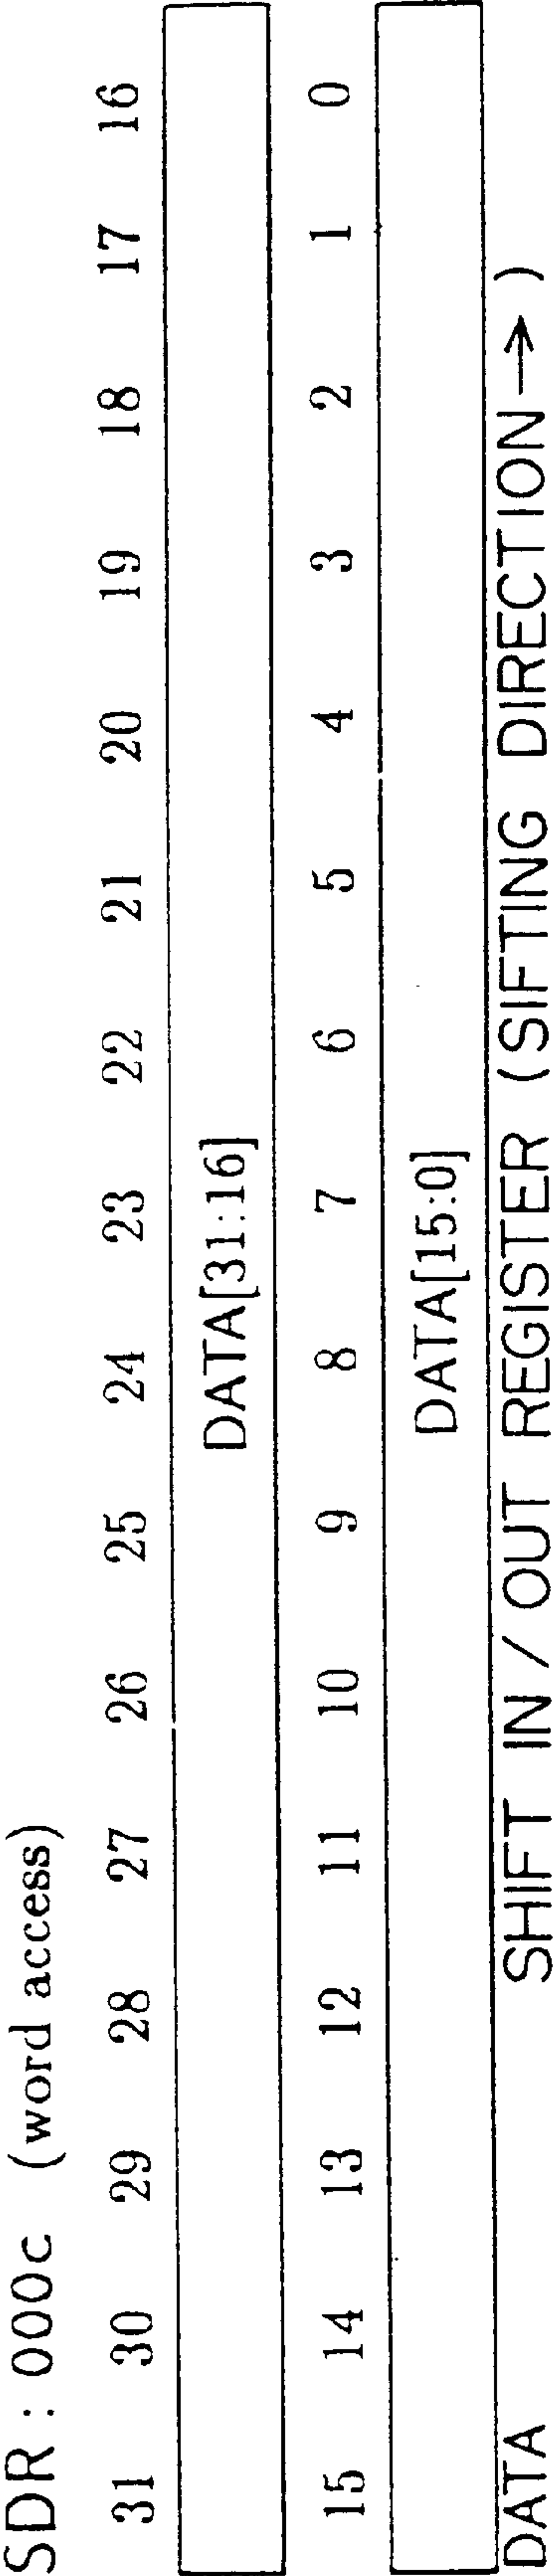 SDR : 000c (word access)
31 30 29 28 27 26 25 24 23 22 21 20 19 18 17 16
DATA[31:16]
15 14 13 12 11 10 9 8 7 6 5 4 3 2 1 0
DATA[15:0]
DATA SHIFT IN / OUT REGISTER (SIFTING DIRECTION → )